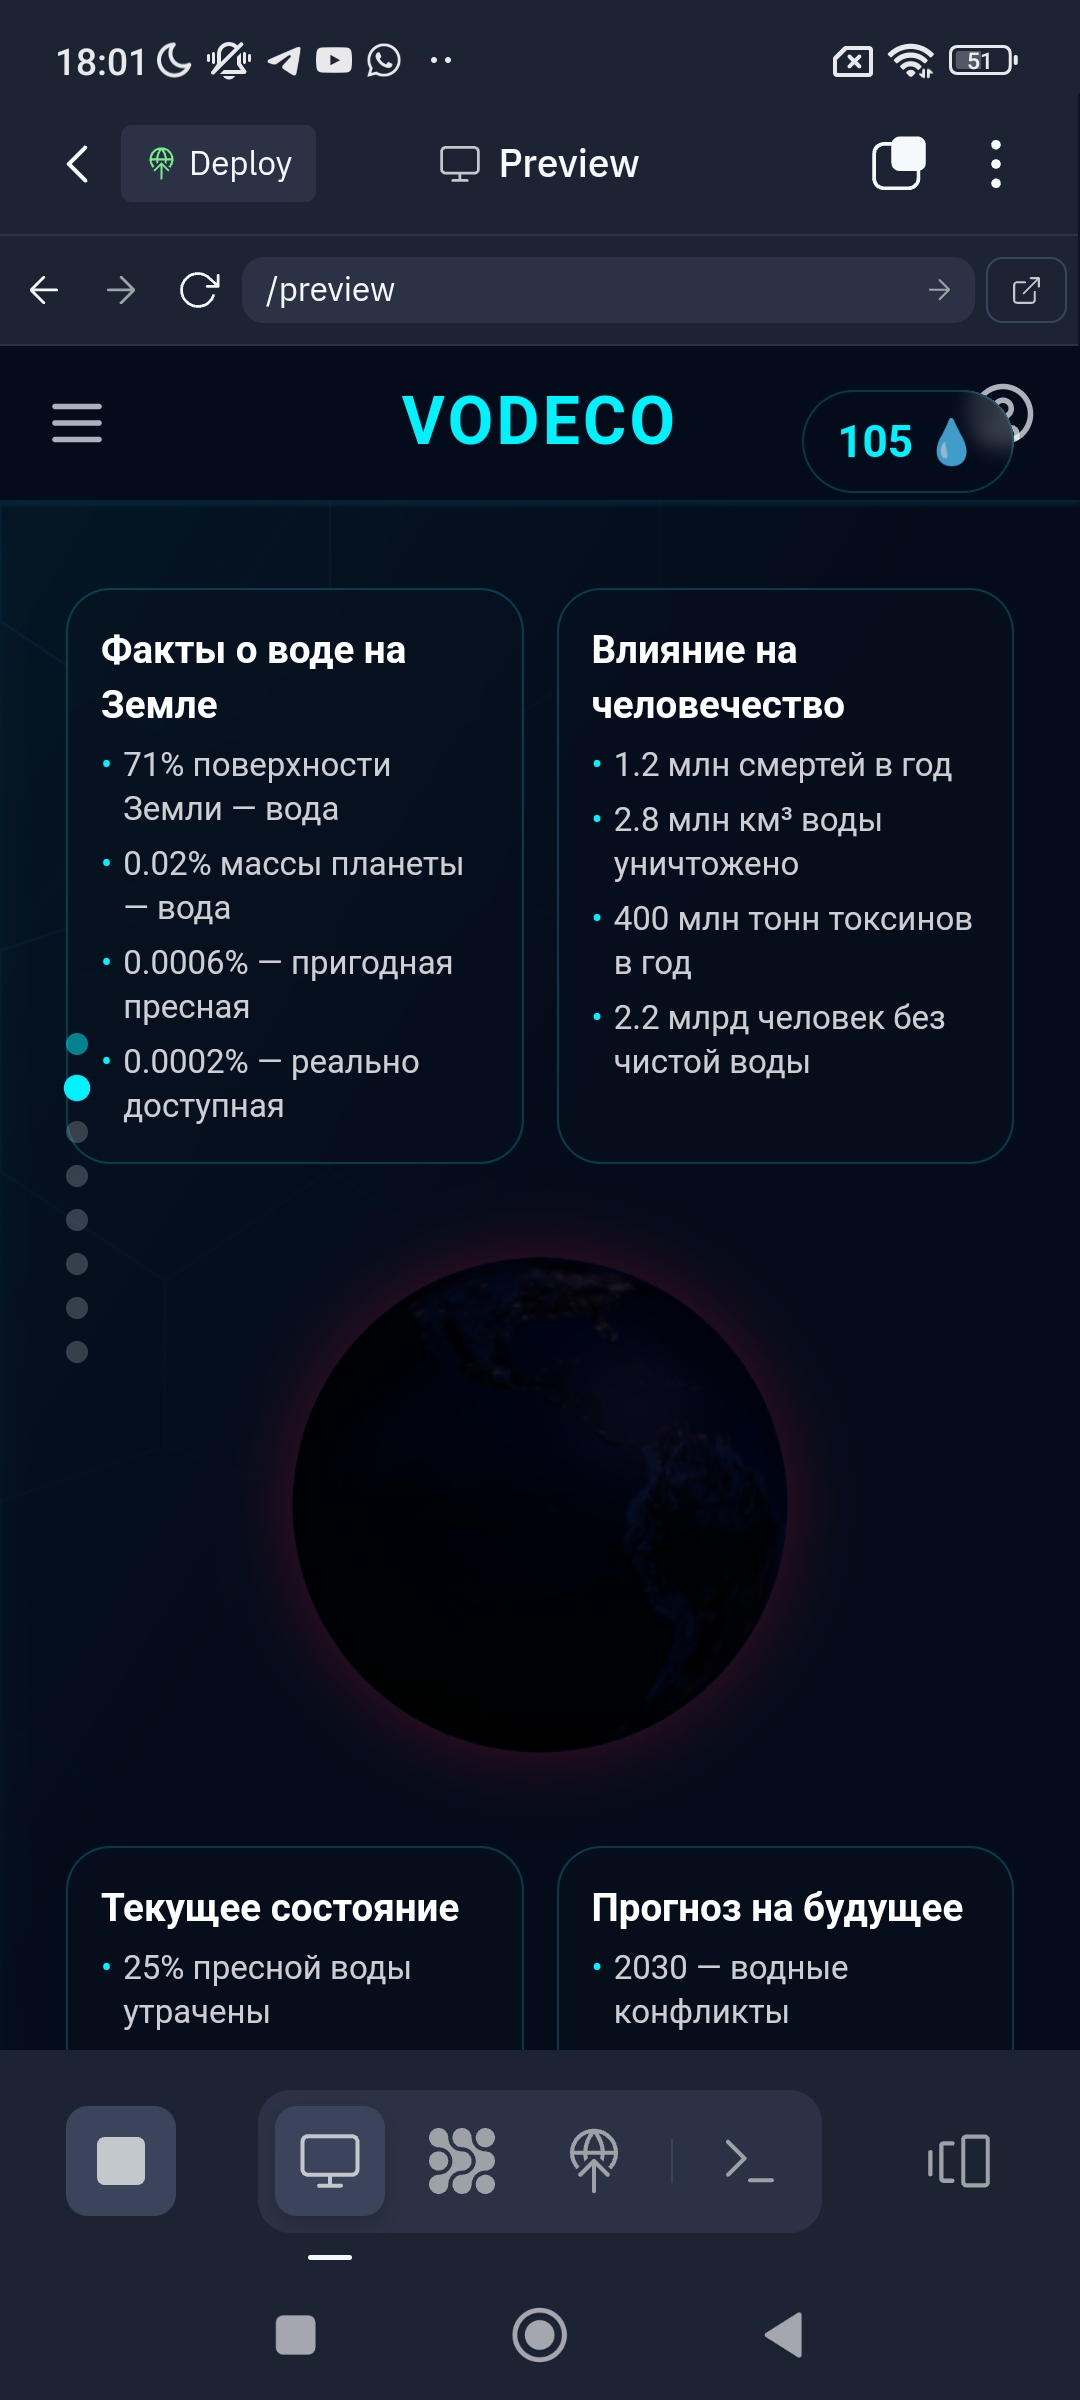 18:01
51
Deploy
Preview
/preview
VODECO
105
Факты о воде на
Земле
• 71% поверхности
Земли — вода
• 0.02% массы планеты
— вода
• 0.0006% — пригодная
пресная
• 0.0002% — реально
доступная
Влияние на
человечество
• 1.2 млн смертей в год
• 2.8 млн км³ воды
уничтожено
• 400 млн тонн токсинов
в год
• 2.2 млрд человек без
чистой воды
Текущее состояние
• 25% пресной воды
утрачены
Прогноз на будущее
• 2030 — водные
конфликты